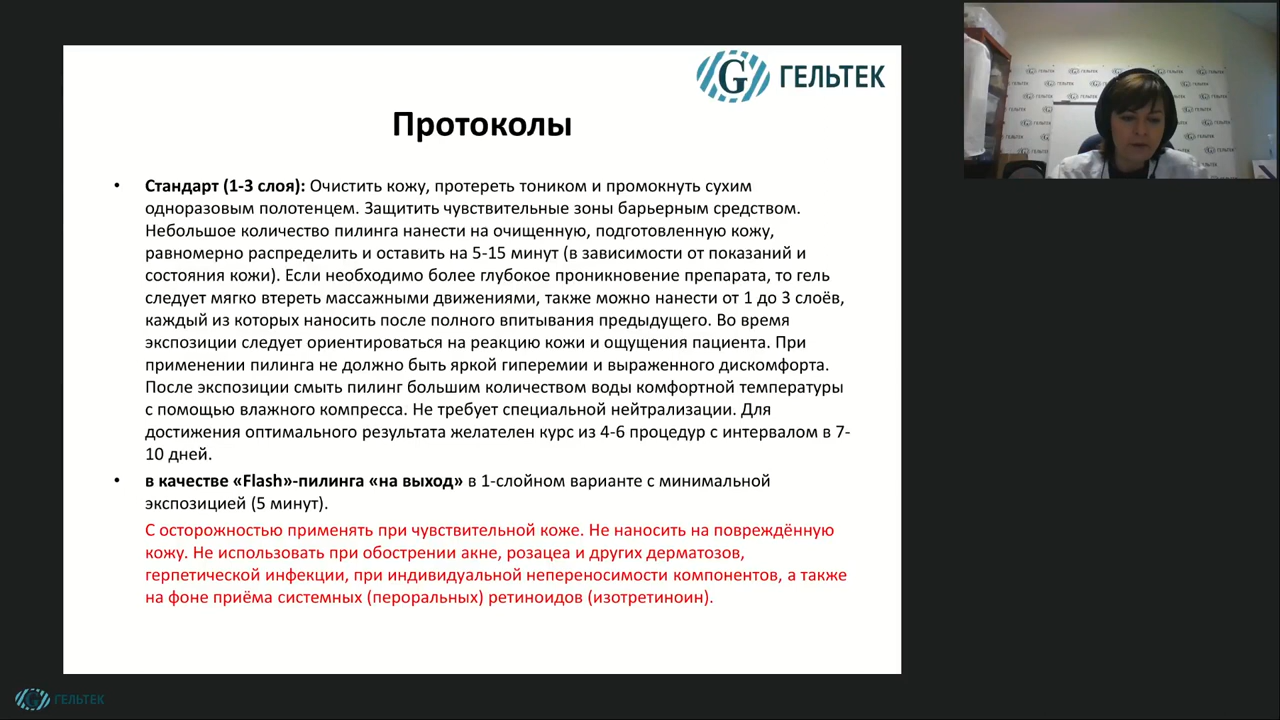 ГЕЛЬТЕК
Протоколы
• Стандарт (1-3 слоя): Очистить кожу, протереть тоником и промокнуть сухим
одноразовым полотенцем. Защитить чувствительные зоны барьерным средством.
Небольшое количество пилинга нанести на очищенную, подготовленную кожу,
равномерно распределить и оставить на 5-15 минут (в зависимости от показаний и
состояния кожи). Если необходимо более глубокое проникновение препарата, то гель
следует мягко втереть массажными движениями, также можно нанести от 1 до 3 слоёв,
каждый из которых наносить после полного впитывания предыдущего. Во время
экспозиции следует ориентироваться на реакцию кожи и ощущения пациента. При
применении пилинга не должно быть яркой гиперемии и выраженного дискомфорта.
После экспозиции смыть пилинг большим количеством воды комфортной температуры
с помощью влажного компресса. Не требует специальной нейтрализации. Для
достижения оптимального результата желателен курс из 4-6 процедур с интервалом в 7-
10 дней.
• в качестве «Flash»-пилинга «на выход» в 1-слойном варианте с минимальной
экспозицией (5 минут).
С осторожностью применять при чувствительной коже. Не наносить на повреждённую
кожу. Не использовать при обострении акне, розацеа и других дерматозов,
герпетической инфекции, при индивидуальной непереносимости компонентов, а также
на фоне приёма системных (пероральных) ретиноидов (изотретиноин).
ГЕЛЬТЕК